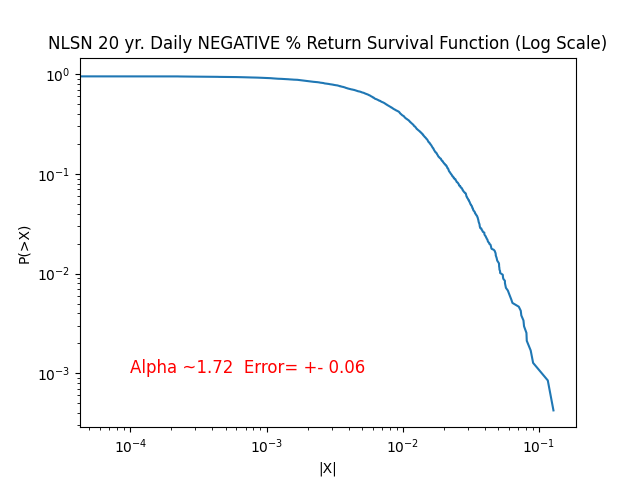 NLSN 20 yr. Daily NEGATIVE % Return Survival Function (Log Scale)
10⁰
10⁻¹
10⁻²
10⁻³
P(>X)
Alpha ~1.72  Error= +- 0.06
10⁻⁴ 10⁻³ 10⁻² 10⁻¹
|X|